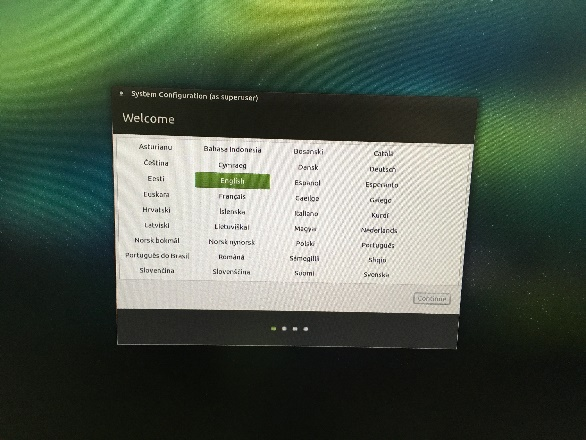 System Configuration (as superuser)
Welcome
Asturianu Bahasa Indonesia Bosanski Català
Čeština Cymraeg Dansk Deutsch
Eesti English Español Esperanto
Euskara Français Gaeilge Galego
Hrvatski Íslenska Italiano Kurdî
Latviski Lietuviškai Magyar Nederlands
Norsk bokmål Norsk nynorsk Polski Português
Português do Brasil Română Sámegillii Shqip
Slovenčina Slovenščina Suomi Svenska
Continue